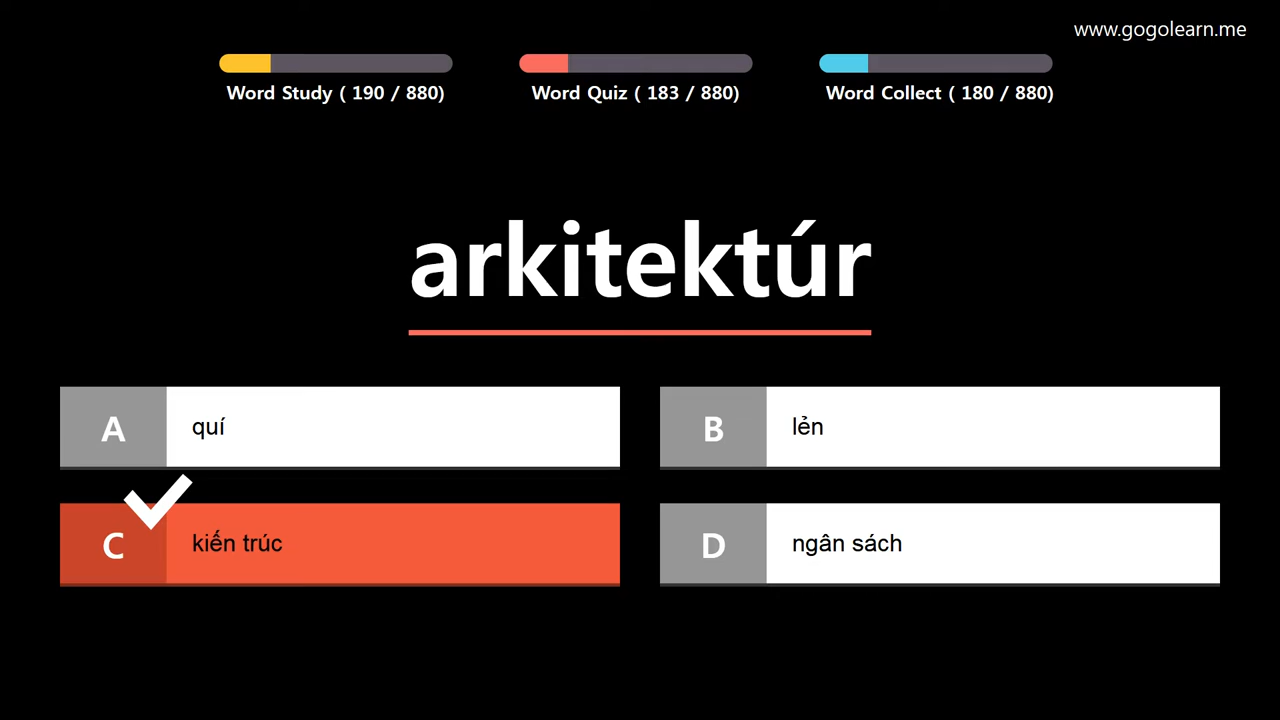 www.gogolearn.me
Word Study ( 190 / 880)
Word Quiz ( 183 / 880)
Word Collect ( 180 / 880)
arkitektúr
A
quí
B
lẻn
C
kiến trúc
D
ngân sách